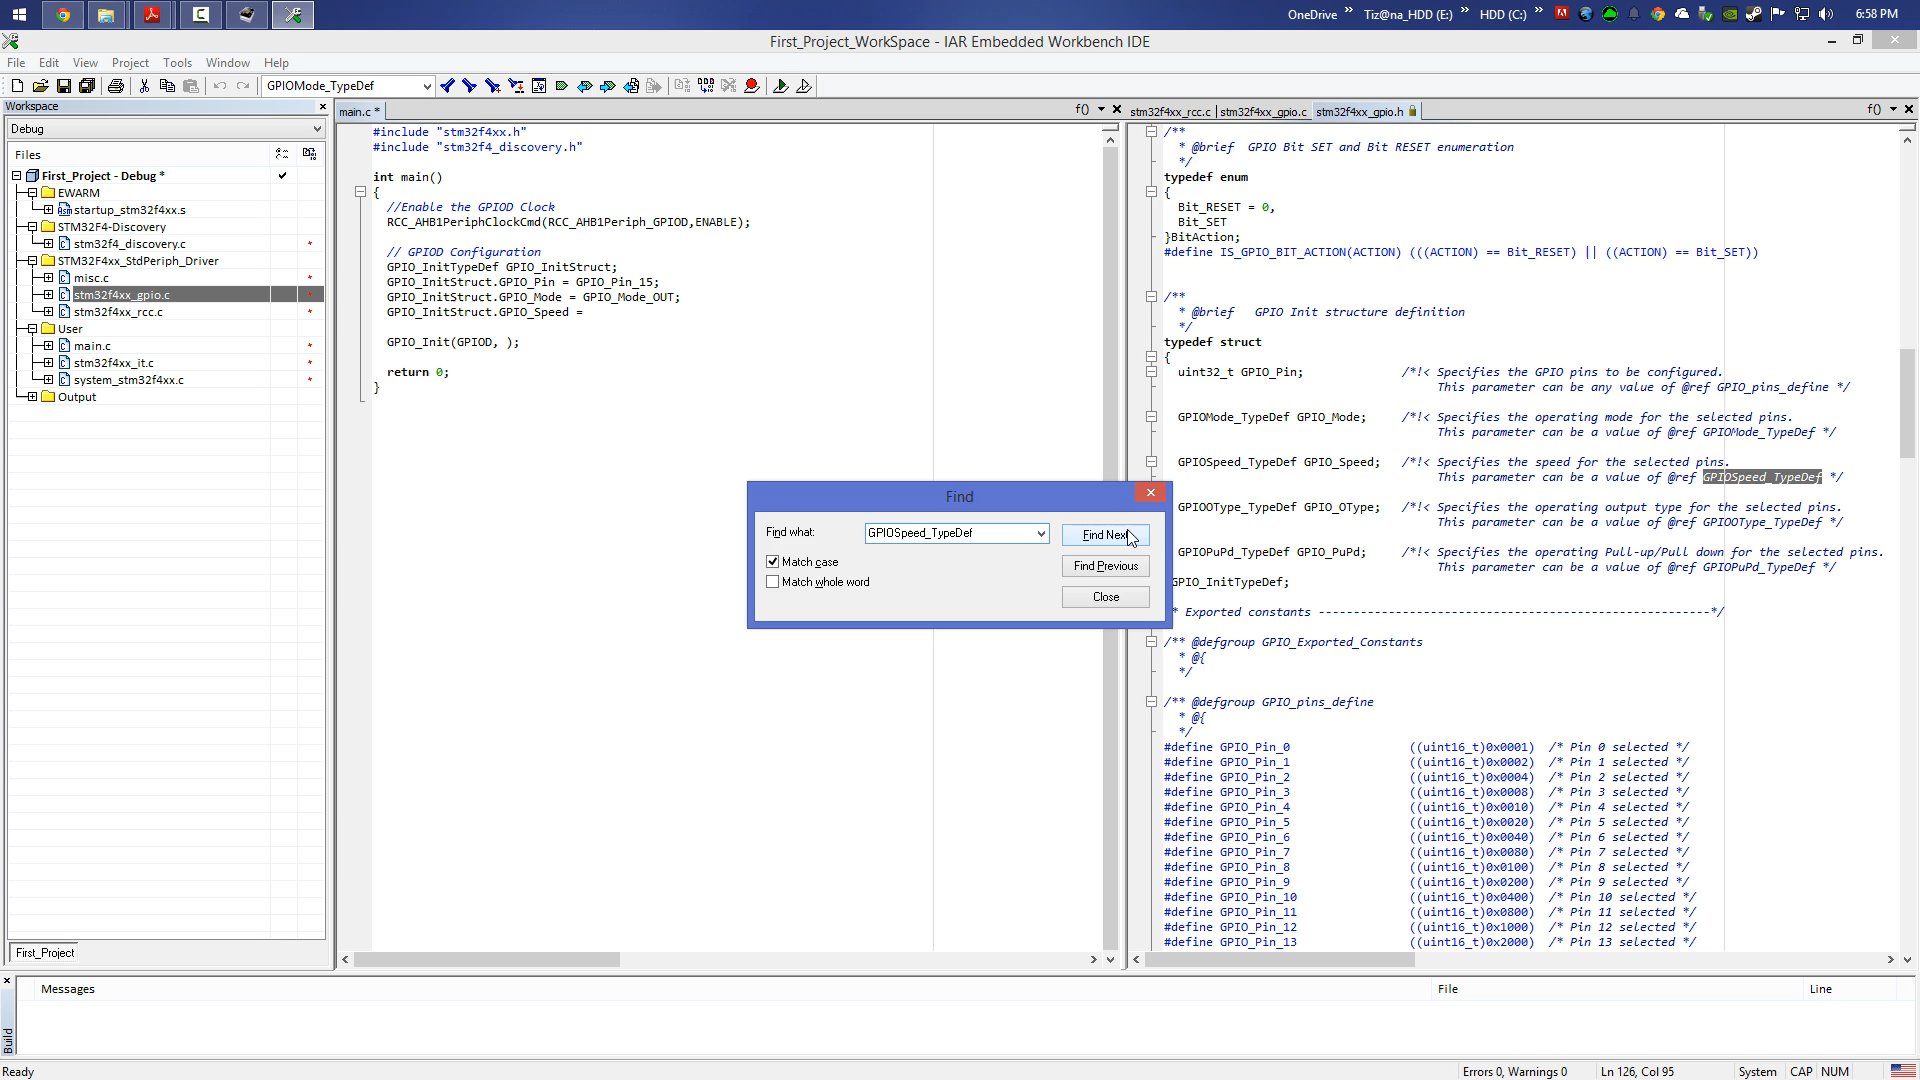 OneDrive
Tiz@na_HDD (E:)
HDD (C:)
6:58 PM
First_Project_WorkSpace - IAR Embedded Workbench IDE
File Edit View Project Tools Window Help
GPIOMode_TypeDef
Workspace
Debug
Files
First_Project - Debug *
EWARM
startup_stm32f4xx.s
STM32F4-Discovery
stm32f4_discovery.c
STM32F4xx_StdPeriph_Driver
misc.c
stm32f4xx_gpio.c
stm32f4xx_rcc.c
User
main.c
stm32f4xx_it.c
system_stm32f4xx.c
Output
First_Project
main.c *
f()
#include "stm32f4xx.h"
#include "stm32f4_discovery.h"
int main()
{
//Enable the GPIOD Clock
RCC_AHB1PeriphClockCmd(RCC_AHB1Periph_GPIOD,ENABLE);
// GPIOD Configuration
GPIO_InitTypeDef GPIO_InitStruct;
GPIO_InitStruct.GPIO_Pin = GPIO_Pin_15;
GPIO_InitStruct.GPIO_Mode = GPIO_Mode_OUT;
GPIO_InitStruct.GPIO_Speed =
GPIO_Init(GPIOD, );
return 0;
}
stm32f4xx_rcc.c | stm32f4xx_gpio.c stm32f4xx_gpio.h
f()
/**
* @brief GPIO Bit SET and Bit RESET enumeration
*/
typedef enum
{
Bit_RESET = 0,
Bit_SET
}BitAction;
#define IS_GPIO_BIT_ACTION(ACTION) (((ACTION) == Bit_RESET) || ((ACTION) == Bit_SET))
/**
* @brief GPIO Init structure definition
*/
typedef struct
{
uint32_t GPIO_Pin; /*!< Specifies the GPIO pins to be configured.
This parameter can be any value of @ref GPIO_pins_define */
GPIOMode_TypeDef GPIO_Mode; /*!< Specifies the operating mode for the selected pins.
This parameter can be a value of @ref GPIOMode_TypeDef */
GPIOSpeed_TypeDef GPIO_Speed; /*!< Specifies the speed for the selected pins.
This parameter can be a value of @ref GPIOSpeed_TypeDef */
GPIOOType_TypeDef GPIO_OType; /*!< Specifies the operating output type for the selected pins.
This parameter can be a value of @ref GPIOOType_TypeDef */
GPIOPuPd_TypeDef GPIO_PuPd; /*!< Specifies the operating Pull-up/Pull down for the selected pins.
This parameter can be a value of @ref GPIOPuPd_TypeDef */
GPIO_InitTypeDef;
* Exported constants --------------------------------------------------------*/
/** @defgroup GPIO_Exported_Constants
* @{
*/
/** @defgroup GPIO_pins_define
* @{
*/
#define GPIO_Pin_0 ((uint16_t)0x0001) /* Pin 0 selected */
#define GPIO_Pin_1 ((uint16_t)0x0002) /* Pin 1 selected */
#define GPIO_Pin_2 ((uint16_t)0x0004) /* Pin 2 selected */
#define GPIO_Pin_3 ((uint16_t)0x0008) /* Pin 3 selected */
#define GPIO_Pin_4 ((uint16_t)0x0010) /* Pin 4 selected */
#define GPIO_Pin_5 ((uint16_t)0x0020) /* Pin 5 selected */
#define GPIO_Pin_6 ((uint16_t)0x0040) /* Pin 6 selected */
#define GPIO_Pin_7 ((uint16_t)0x0080) /* Pin 7 selected */
#define GPIO_Pin_8 ((uint16_t)0x0100) /* Pin 8 selected */
#define GPIO_Pin_9 ((uint16_t)0x0200) /* Pin 9 selected */
#define GPIO_Pin_10 ((uint16_t)0x0400) /* Pin 10 selected */
#define GPIO_Pin_11 ((uint16_t)0x0800) /* Pin 11 selected */
#define GPIO_Pin_12 ((uint16_t)0x1000) /* Pin 12 selected */
#define GPIO_Pin_13 ((uint16_t)0x2000) /* Pin 13 selected */
Find
Find what: GPIOSpeed_TypeDef
Find Next
Match case
Find Previous
Match whole word
Close
Messages File Line
Build
Ready
Errors 0, Warnings 0
Ln 126, Col 95
System
CAP
NUM